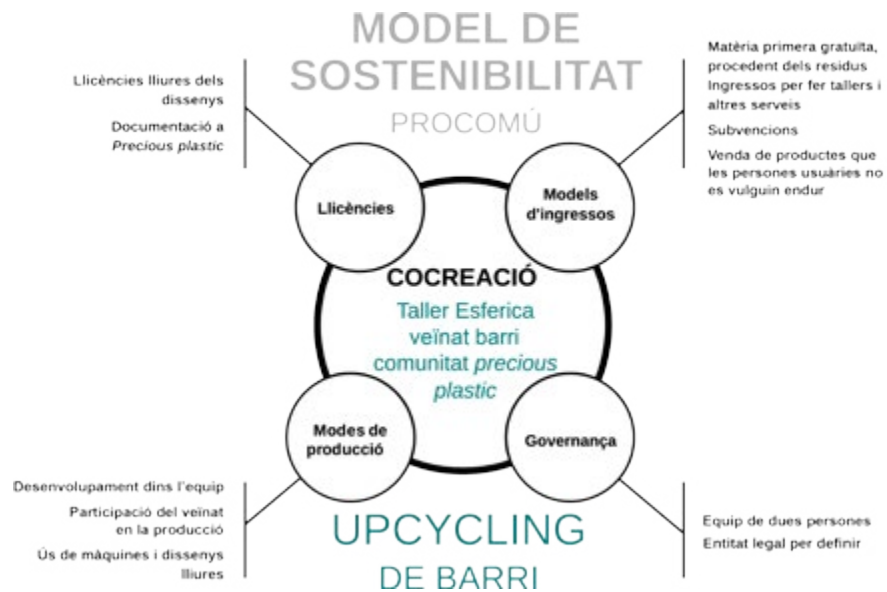 MODEL DE
SOSTENIBILITAT
PROCOMÚ
Llicències lliures dels
dissenys
Documentació a
Precious plastic
Matèria primera gratuïta,
procedent dels residus
Ingressos per fer tallers i
altres serveis
Subvencions
Venda de productes que
les persones usuàries no
es vulguin endur
Llicències
Models
d'ingressos
COCREACIÓ
Taller Esferica
veïnat barri
comunitat precious
plastic
Modes de
producció
Governança
Desenvolupament dins l'equip
Participació del veïnat
en la producció
Ús de màquines i dissenys
lliures
Equip de dues persones
Entitat legal per definir
UPCYCLING
DE BARRI